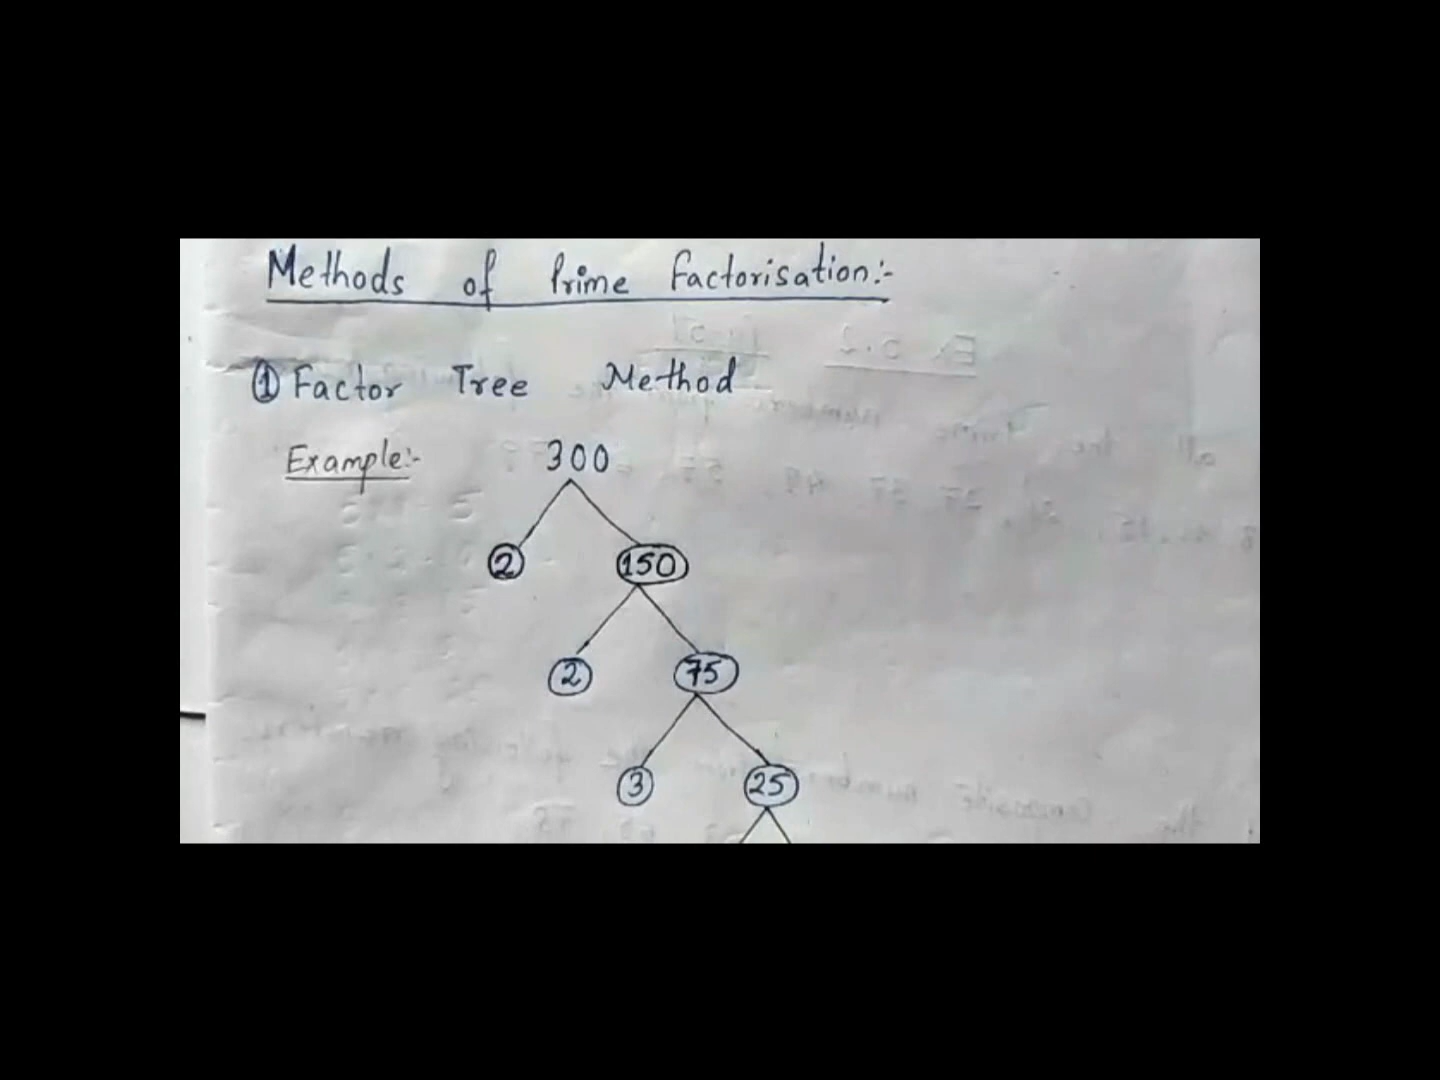 Methods of Prime Factorisation:-
① Factor Tree Method
Example:- 300
2 150
2 75
3 25